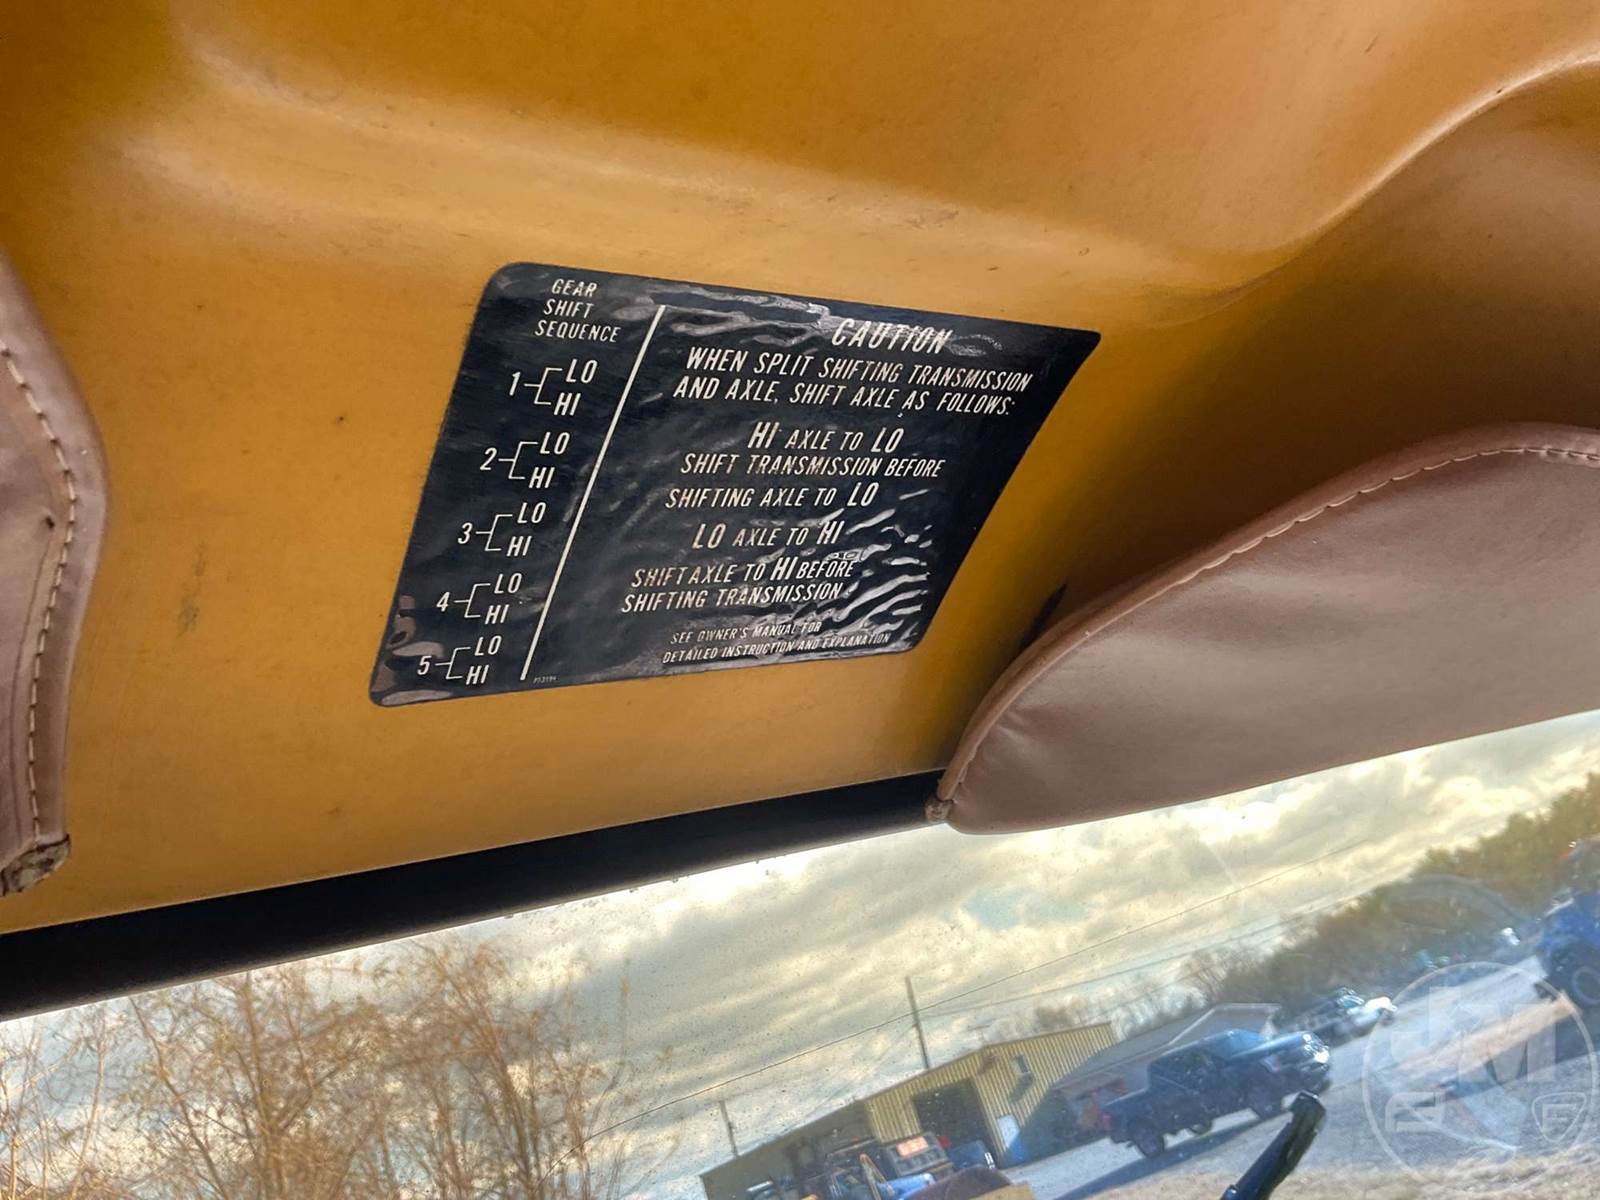 GEAR
SHIFT
SEQUENCE
1 LO
HI
2 LO
HI
3 LO
HI
4 LO
HI
5 LO
HI
CAUTION
WHEN SPLIT SHIFTING TRANSMISSION
AND AXLE, SHIFT AXLE AS FOLLOWS:
HI AXLE TO LO
SHIFT TRANSMISSION BEFORE
SHIFTING AXLE TO LO
LO AXLE TO HI
SHIFT AXLE TO HI BEFORE
SHIFTING TRANSMISSION
SEE OWNER'S MANUAL FOR
DETAILED INSTRUCTION AND EXPLANATION
JM